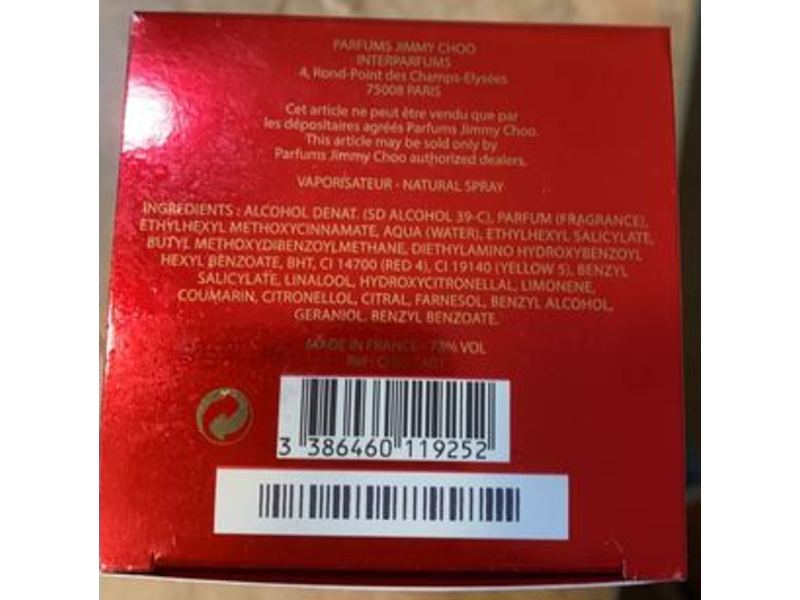 PARFUMS JIMMY CHOO
INTERPARFUMS
4, Rond-Point des Champs-Elysées
75008 PARIS
Cet article ne peut être vendu que par
les dépositaires agréés Parfums Jimmy Choo.
This article may be sold only by
Parfums Jimmy Choo authorized dealers.
VAPORISATEUR - NATURAL SPRAY
INGREDIENTS : ALCOHOL DENAT. (SD ALCOHOL 39-C), PARFUM (FRAGRANCE),
ETHYLHEXYL METHOXYCINNAMATE, AQUA (WATER), ETHYLHEXYL SALICYLATE,
BUTYL METHOXYDIBENZOYLMETHANE, DIETHYLAMINO HYDROXYBENZOYL
HEXYL BENZOATE, BHT, CI 14700 (RED 4), CI 19140 (YELLOW 5), BENZYL
SALICYLATE, LINALOOL, HYDROXYCITRONELLAL, LIMONENE,
COUMARIN, CITRONELLOL, CITRAL, FARNESOL, BENZYL ALCOHOL,
GERANIOL, BENZYL BENZOATE.
MADE IN FRANCE - 73% VOL
Ref :
3 386460 119252